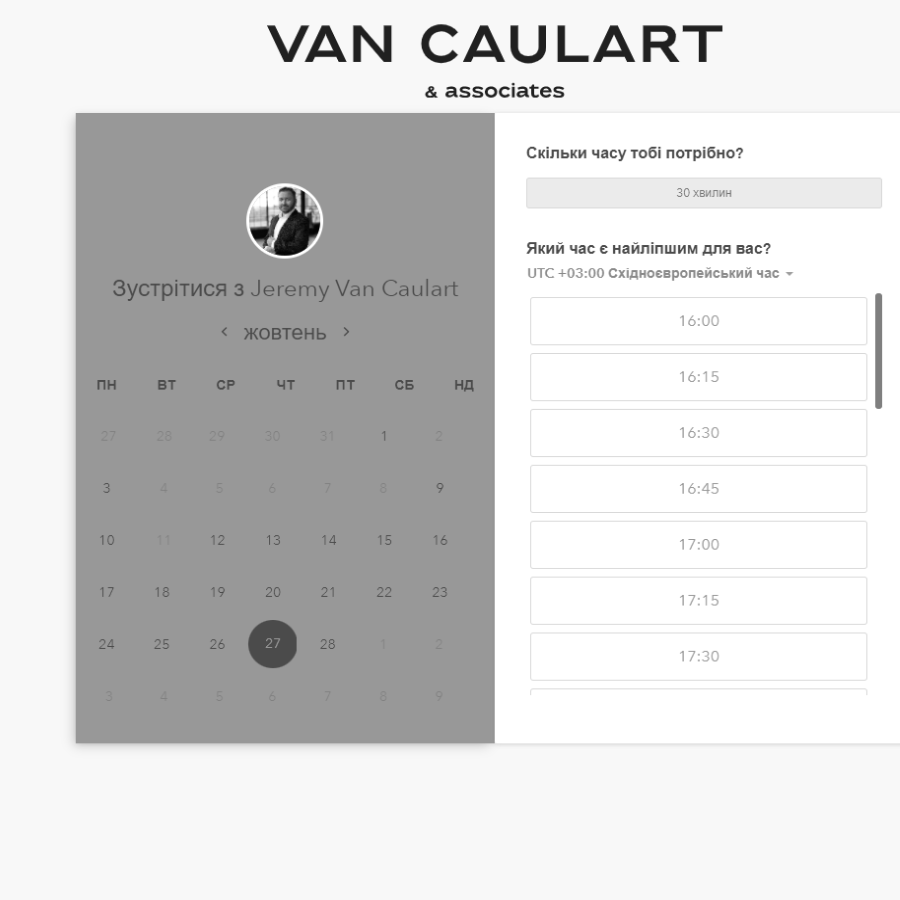 VAN CAULART
& associates
Зустрітися з Jeremy Van Caulart
жовтень
ПН ВТ СР ЧТ ПТ СБ НД
27 28 29 30 31 1 2
3 4 5 6 7 8 9
10 11 12 13 14 15 16
17 18 19 20 21 22 23
24 25 26 27 28 1 2
3 4 5 6 7 8 9
Скільки часу тобі потрібно?
30 хвилин
Який час є найліпшим для вас?
UTC +03:00 Східноєвропейський час
16:00
16:15
16:30
16:45
17:00
17:15
17:30